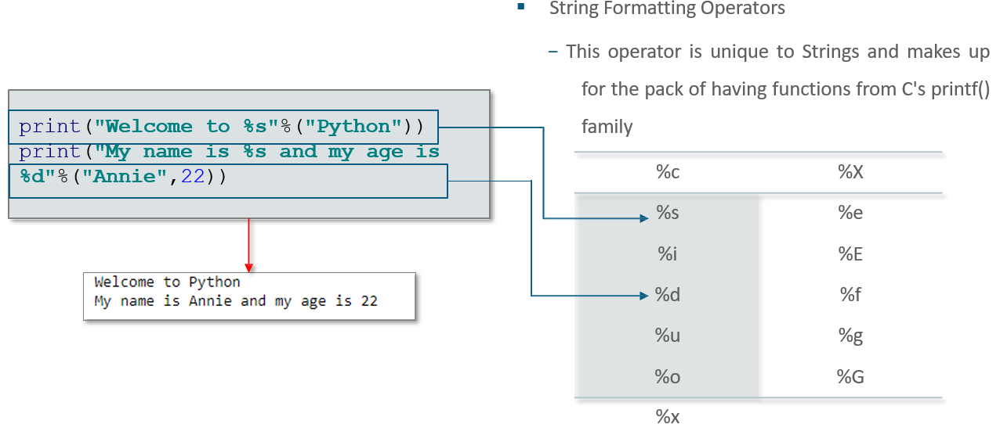 String Formatting Operators
– This operator is unique to Strings and makes up
for the pack of having functions from C's printf()
family
print("Welcome to %s"%("Python"))
print("My name is %s and my age is
%d"%("Annie",22))
Welcome to Python
My name is Annie and my age is 22
%c %X
%s %e
%i %E
%d %f
%u %g
%o %G
%x